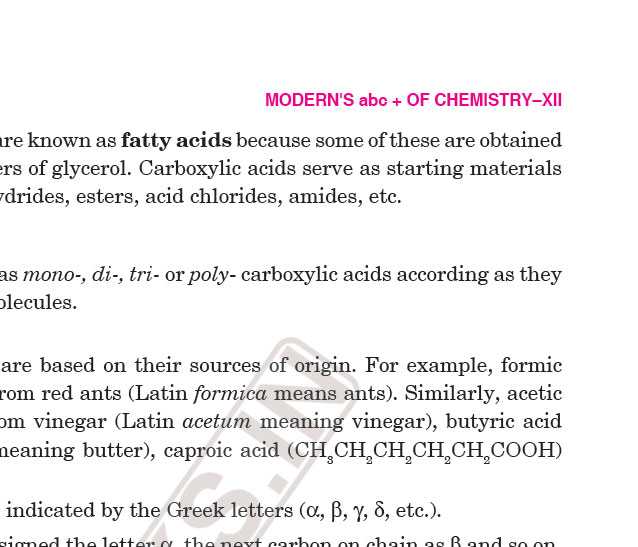 MODERN'S abc + OF CHEMISTRY–XII
are known as fatty acids because some of these are obtained
ers of glycerol. Carboxylic acids serve as starting materials
ydrides, esters, acid chlorides, amides, etc.
as mono-, di-, tri- or poly- carboxylic acids according as they
olecules.
are based on their sources of origin. For example, formic
rom red ants (Latin formica means ants). Similarly, acetic
om vinegar (Latin acetum meaning vinegar), butyric acid
meaning butter), caproic acid (CH₃CH₂CH₂CH₂CH₂COOH)
indicated by the Greek letters (α, β, γ, δ, etc.).
signed the letter α, the next carbon on chain as β and so on.
S.IN